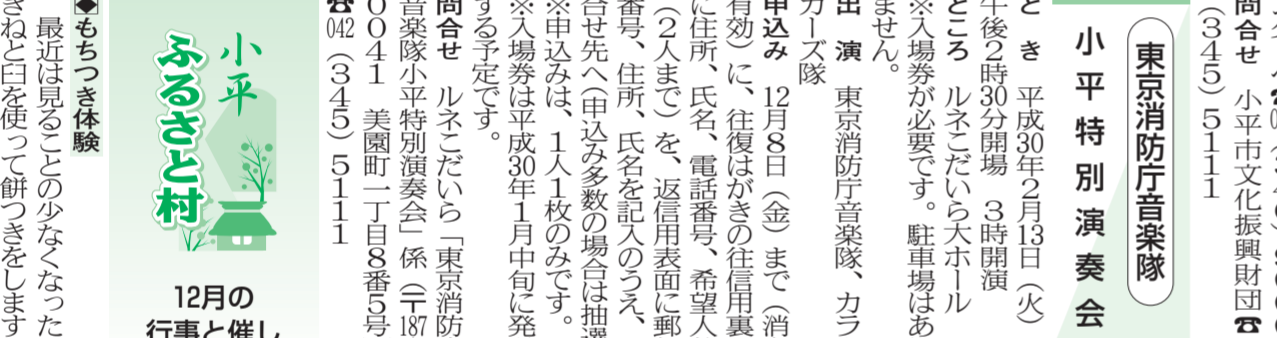 問合せ 小平市文化振興財団☎
(345)5111
東京消防庁音楽隊
小平特別演奏会
と き 平成30年2月13日(火)
午後2時30分開場 3時開演
ところ ルネこだいら大ホール
※入場券が必要です。駐車場はあ
ません。
出 演 東京消防庁音楽隊、カラ
ガーズ隊
申込み 12月8日(金)まで(消
有効)に、往復はがきの往信用裏
に住所、氏名、電話番号、希望人
(2人まで)を、返信用表面に郵
番号、住所、氏名を記入のうえ、
合せ先へ(申込み多数の場合は抽選
※申込みは、1人1枚のみです。
※入場券は平成30年1月中旬に発
する予定です。
問合せ ルネこだいら「東京消防
音楽隊小平特別演奏会」係(〒187
0041 美園町一丁目8番5号
☎042(345)5111
小平
ふるさと村
12月の
行事と催し
◆もちつき体験
最近は見ることの少なくなった
きねと臼を使って餅つきをします